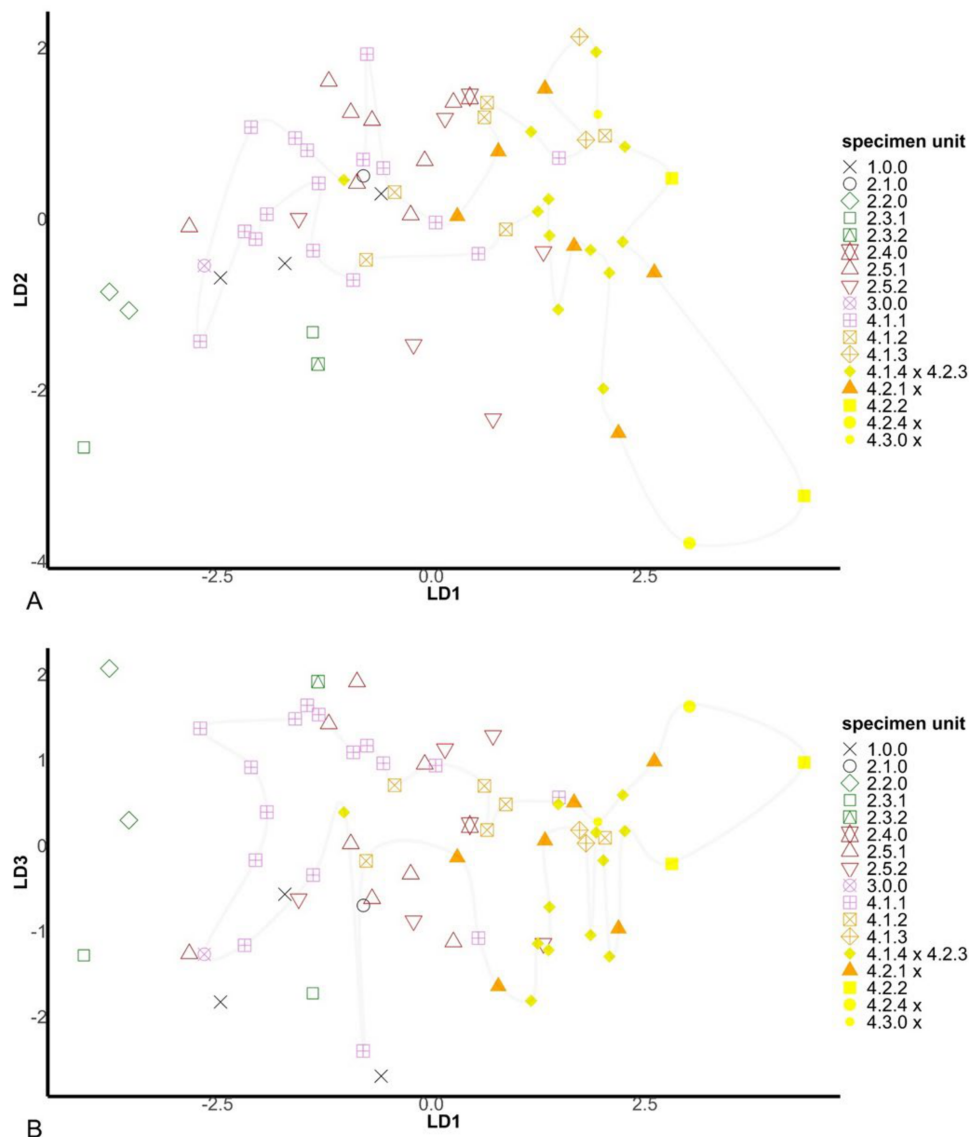 2
1
0
-1
-2
-3
-4
LD2
-2.5
0.0
2.5
LD1
A
specimen unit
1.0.0
2.1.0
2.2.0
2.3.1
2.3.2
2.4.0
2.5.1
2.5.2
3.0.0
4.1.1
4.1.2
4.1.3
4.1.4 x 4.2.3
4.2.1 x
4.2.2
4.2.4 x
4.3.0 x
2
1
0
-1
-2
LD3
-2.5
0.0
2.5
LD1
B
specimen unit
1.0.0
2.1.0
2.2.0
2.3.1
2.3.2
2.4.0
2.5.1
2.5.2
3.0.0
4.1.1
4.1.2
4.1.3
4.1.4 x 4.2.3
4.2.1 x
4.2.2
4.2.4 x
4.3.0 x